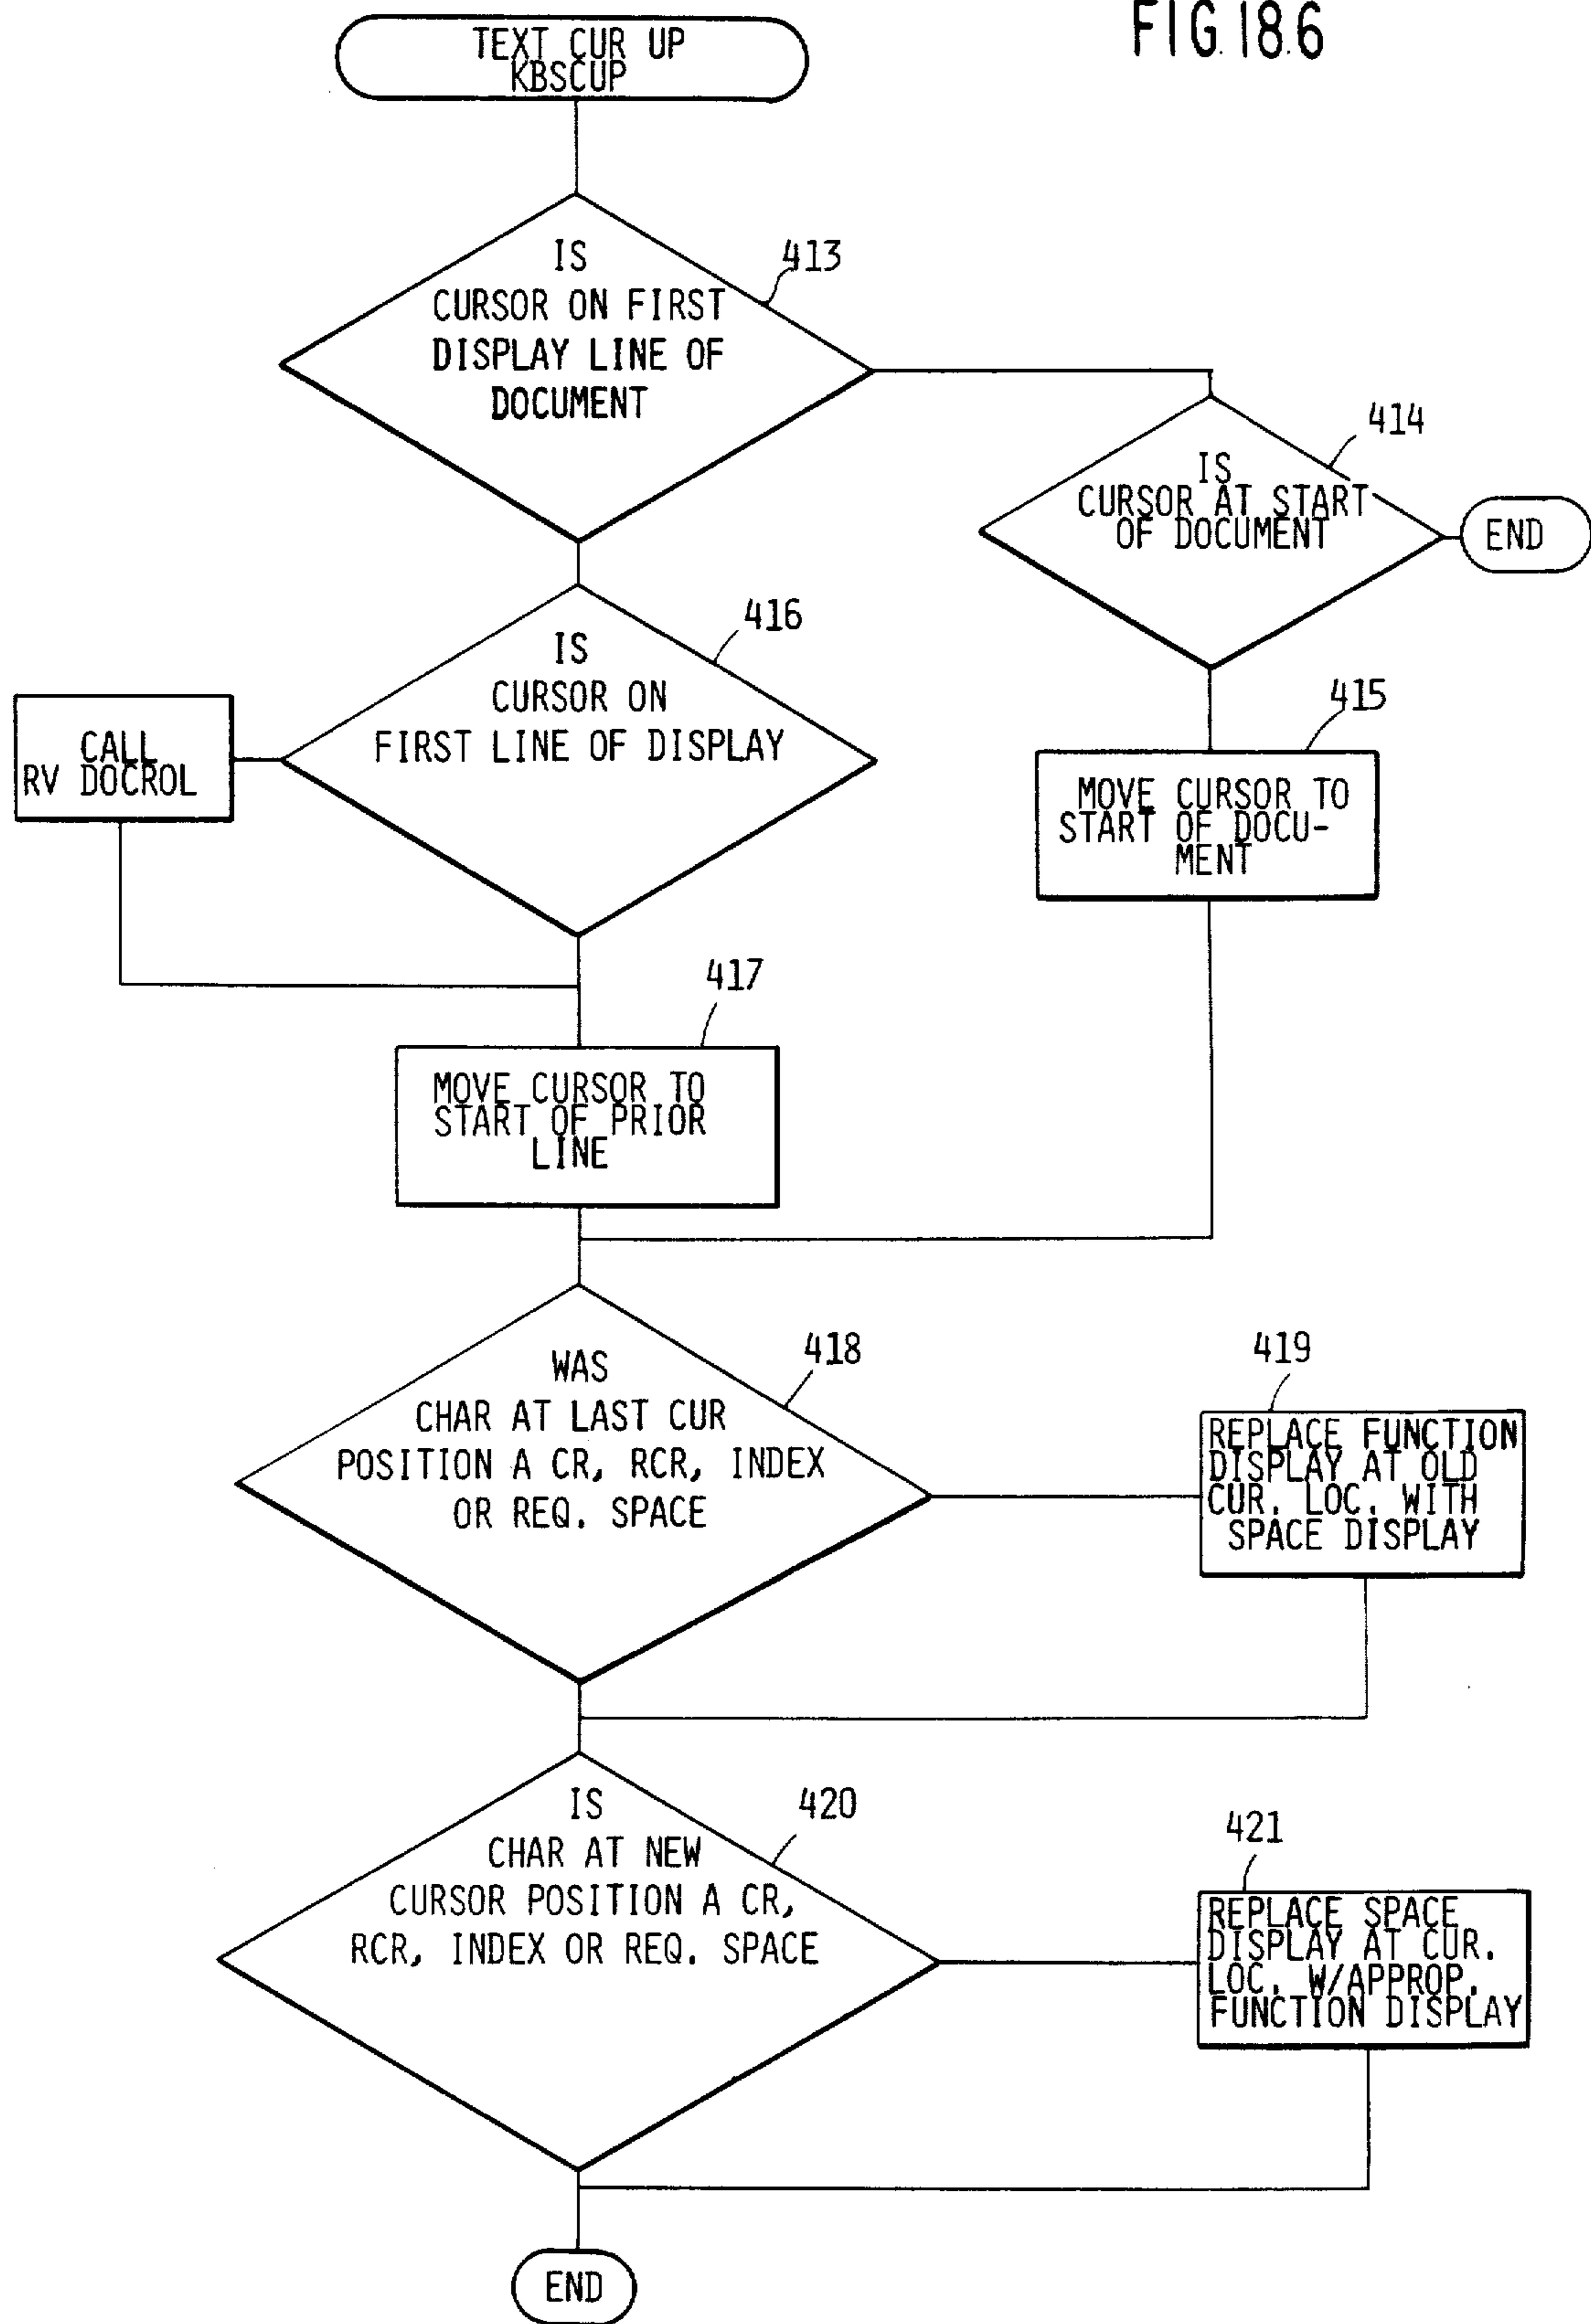 FIG. 18.6
TEXT CUR UP
KBSCUP
IS
CURSOR ON FIRST
DISPLAY LINE OF
DOCUMENT
413
IS
CURSOR AT START
OF DOCUMENT
414
END
IS
CURSOR ON
FIRST LINE OF DISPLAY
416
CALL
RV DOCROL
415
MOVE CURSOR TO
START OF DOCU-
MENT
417
MOVE CURSOR TO
START OF PRIOR
LINE
WAS
CHAR AT LAST CUR
POSITION A CR, RCR, INDEX
OR REQ. SPACE
418
419
REPLACE FUNCTION
DISPLAY AT OLD
CUR. LOC. WITH
SPACE DISPLAY
IS
CHAR AT NEW
CURSOR POSITION A CR,
RCR, INDEX OR REQ. SPACE
420
421
REPLACE SPACE
DISPLAY AT CUR.
LOC. W/APPROP.
FUNCTION DISPLAY
END